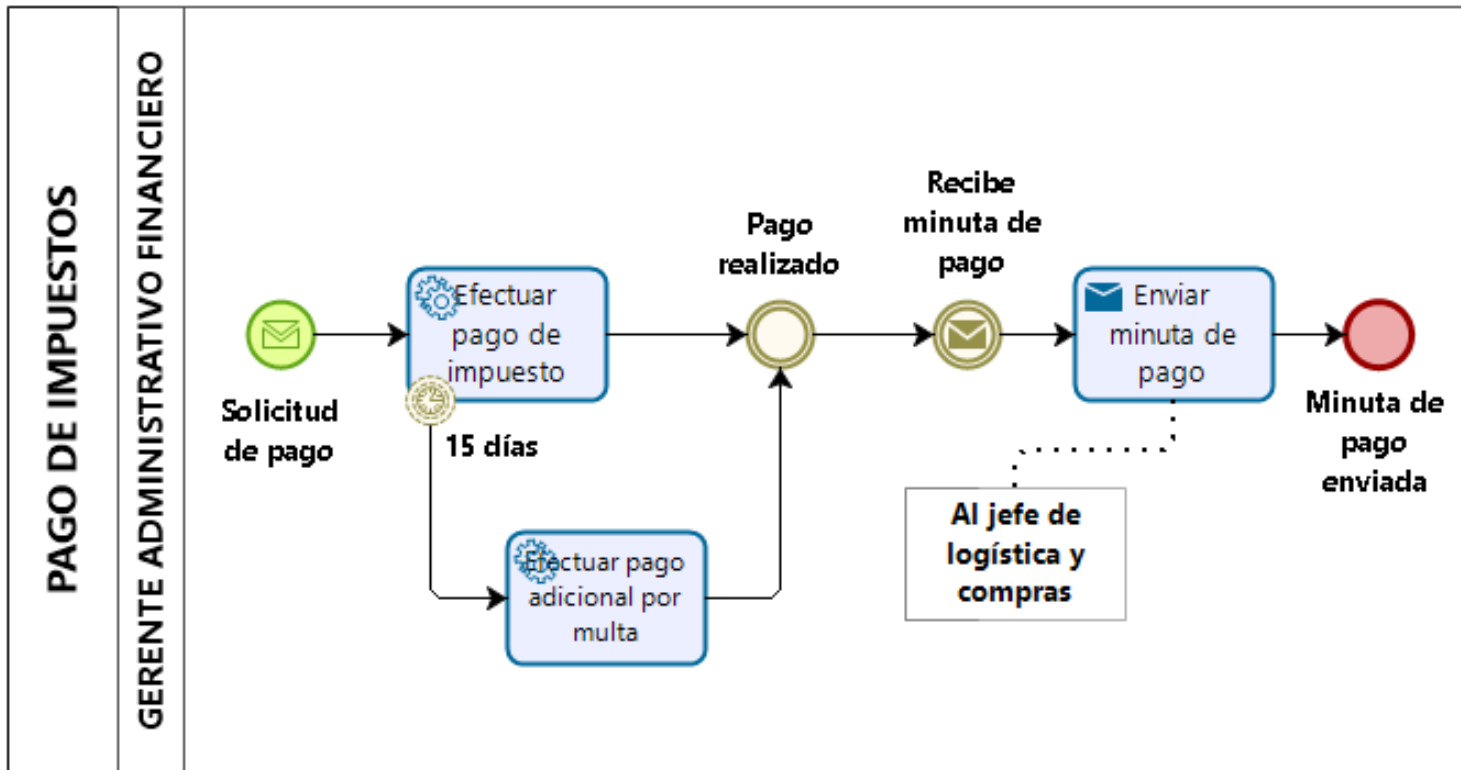 PAGO DE IMPUESTOS
GERENTE ADMINISTRATIVO FINANCIERO
Solicitud
de pago
Efectuar
pago de
impuesto
15 días
Efectuar pago
adicional por
multa
Pago
realizado
Recibe
minuta de
pago
Enviar
minuta de
pago
Al jefe de
logística y
compras
Minuta de
pago
enviada